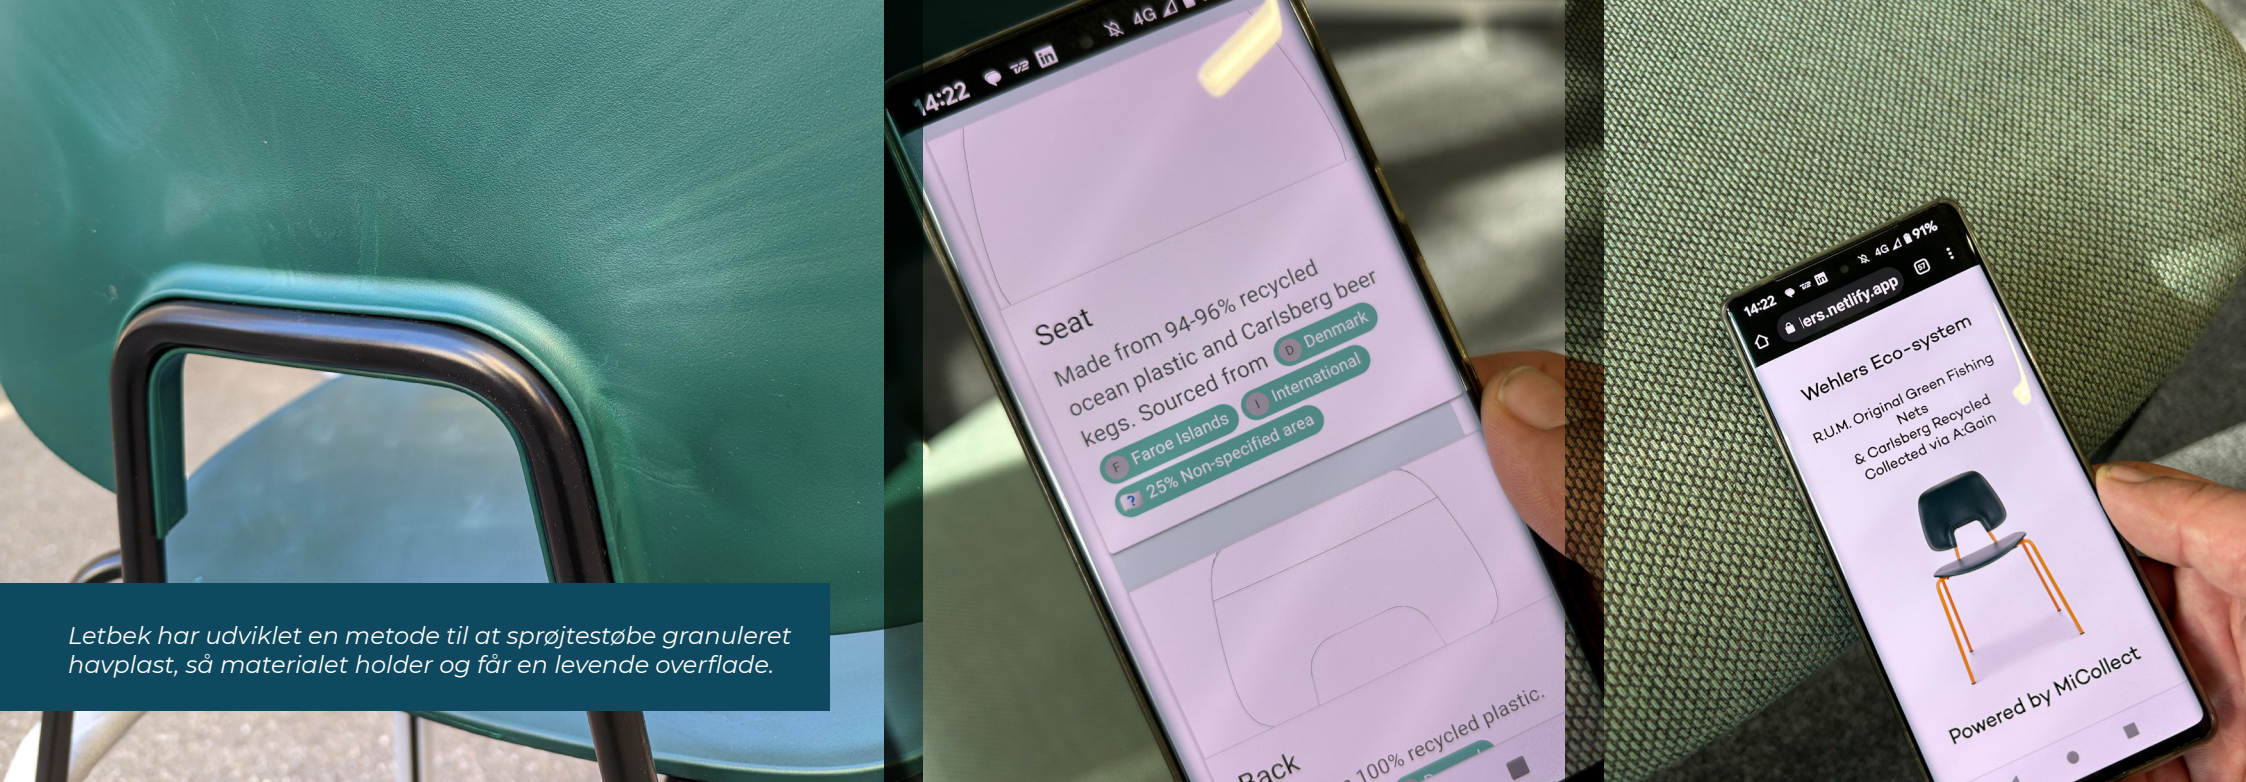 Letbek har udviklet en metode til at sprøjtestøbe granuleret
havplast, så materialet holder og får en levende overflade.
14:22
4G
Seat
Made from 94-96% recycled
ocean plastic and Carlsberg beer
kegs. Sourced from D Denmark
F Faroe Islands I International
? 25% Non-specified area
Back
100% recycled plastic.
14:22 4G 91%
57
ers.netlify.app
Wehlers Eco-system
R.U.M. Original Green Fishing
Nets
& Carlsberg Recycled
Collected via A:Gain
Powered by MiCollect